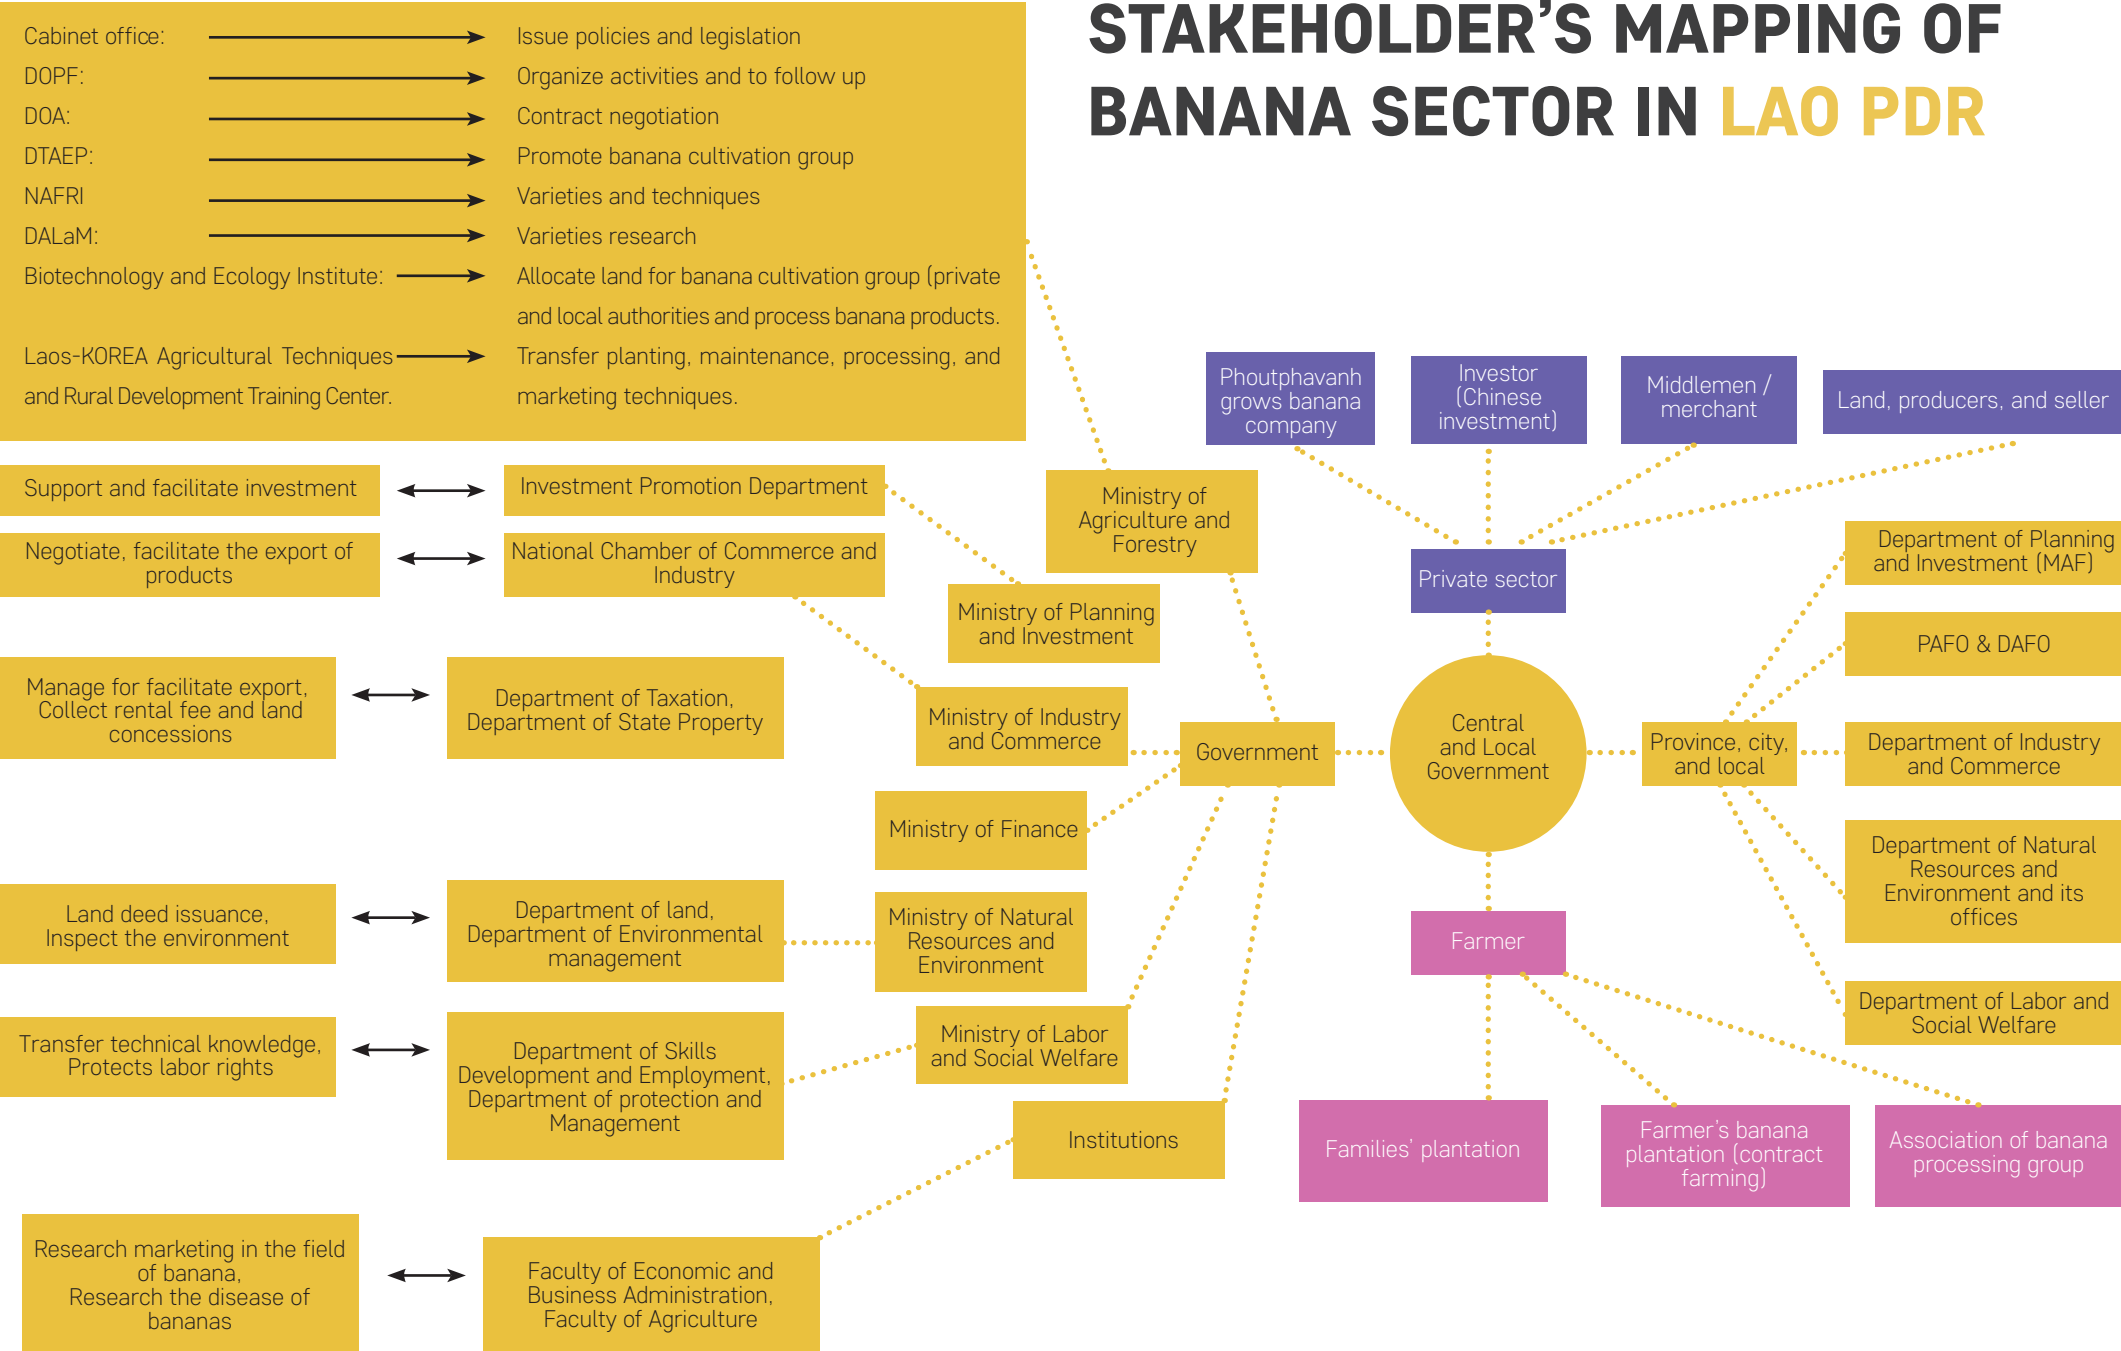 STAKEHOLDER'S MAPPING OF
BANANA SECTOR IN LAO PDR
Cabinet office:
Issue policies and legislation
DOPF:
Organize activities and to follow up
DOA:
Contract negotiation
DTAEP:
Promote banana cultivation group
NAFRI
Varieties and techniques
DALaM:
Varieties research
Biotechnology and Ecology Institute:
Allocate land for banana cultivation group (private
and local authorities and process banana products.
Laos-KOREA Agricultural Techniques
and Rural Development Training Center.
Transfer planting, maintenance, processing, and
marketing techniques.
Support and facilitate investment
Investment Promotion Department
Negotiate, facilitate the export of
products
National Chamber of Commerce and
Industry
Manage for facilitate export,
Collect rental fee and land
concessions
Department of Taxation,
Department of State Property
Land deed issuance,
Inspect the environment
Department of land,
Department of Environmental
management
Transfer technical knowledge,
Protects labor rights
Department of Skills
Development and Employment,
Department of protection and
Management
Research marketing in the field
of banana,
Research the disease of
bananas
Faculty of Economic and
Business Administration,
Faculty of Agriculture
Ministry of
Agriculture and
Forestry
Ministry of Planning
and Investment
Ministry of Industry
and Commerce
Ministry of Finance
Ministry of Natural
Resources and
Environment
Ministry of Labor
and Social Welfare
Institutions
Government
Central
and Local
Government
Phoutphavanh
grows banana
company
Investor
(Chinese
investment)
Middlemen /
merchant
Land, producers, and seller
Private sector
Province, city,
and local
Department of Planning
and Investment (MAF)
PAFO & DAFO
Department of Industry
and Commerce
Department of Natural
Resources and
Environment and its
offices
Department of Labor and
Social Welfare
Farmer
Families' plantation
Farmer's banana
plantation (contract
farming)
Association of banana
processing group